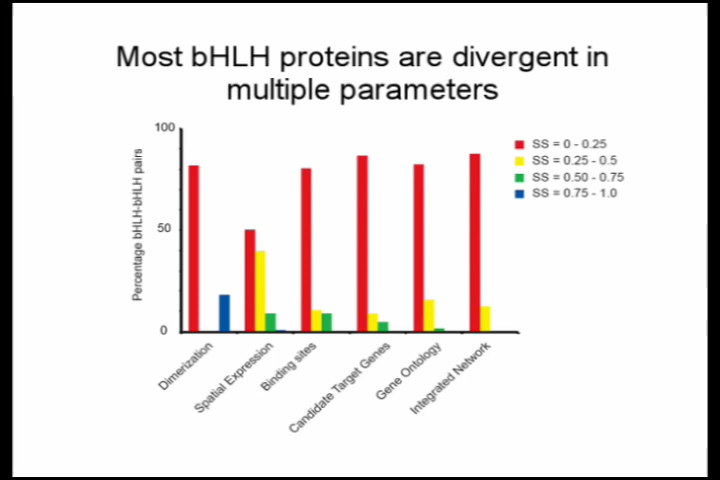 Most bHLH proteins are divergent in
multiple parameters
Percentage bHLH-bHLH pairs
100
50
0
SS = 0 - 0.25
SS = 0.25 - 0.5
SS = 0.50 - 0.75
SS = 0.75 - 1.0
Dimerization
Spatial Expression
Binding sites
Candidate Target Genes
Gene Ontology
Integrated Network